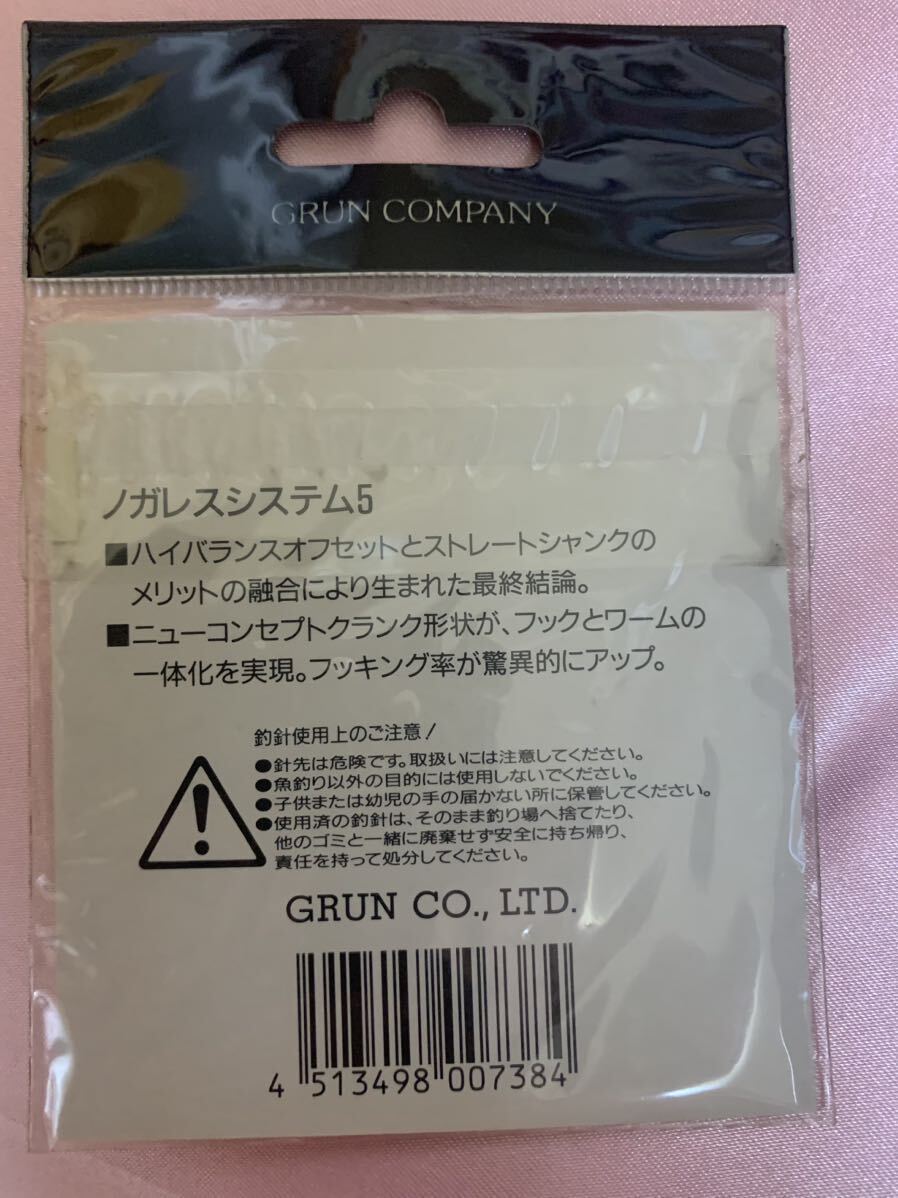 GRUN COMPANY
ノガレスシステム5
■ハイバランスオフセットとストレートシャンクの
メリットの融合により生まれた最終結論。
■ニューコンセプトクランク形状が、フックとワームの
一体化を実現。フッキング率が驚異的にアップ。
釣針使用上のご注意!
●針先は危険です。取扱いには注意してください。
●魚釣り以外の目的には使用しないでください。
●子供または幼児の手の届かない所に保管してください。
●使用済の釣針は、そのまま釣り場へ捨てたり、
他のゴミと一緒に廃棄せず安全に持ち帰り、
責任を持って処分してください。
GRUN CO., LTD.
4 513498 007384